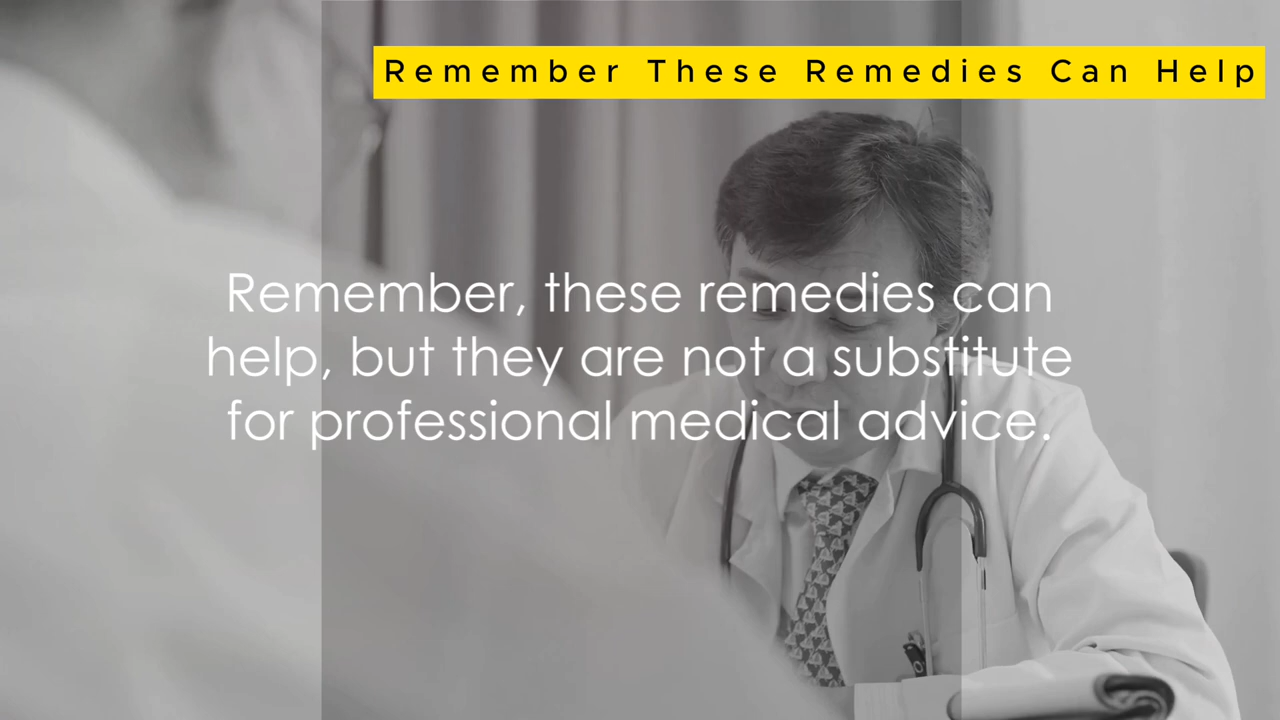 Remember These Remedies Can Help
Remember, these remedies can
help, but they are not a substitute
for professional medical advice.